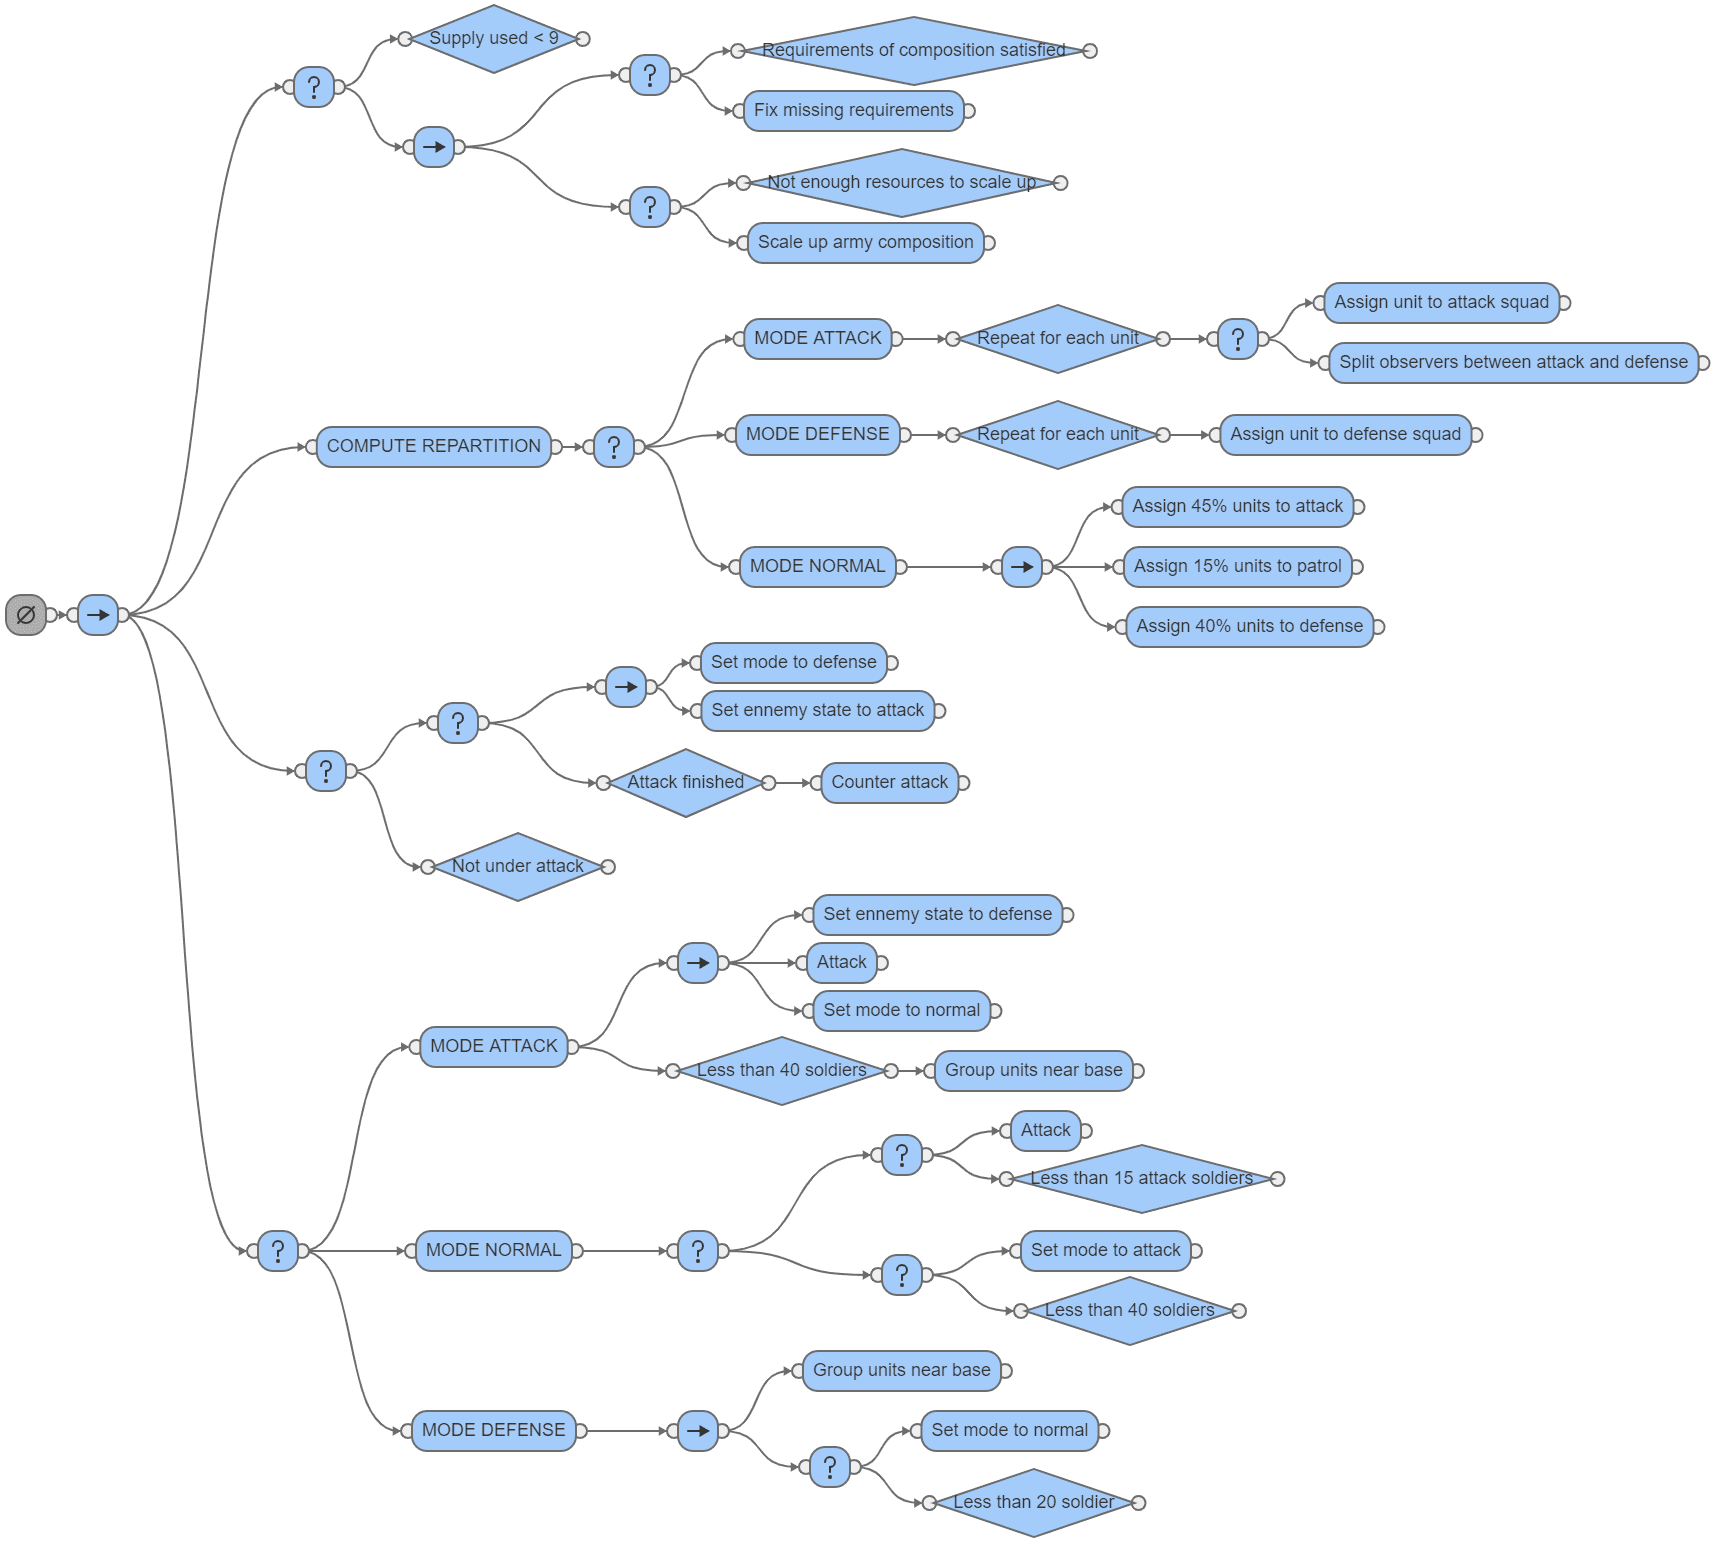 Supply used < 9
?
Requirements of composition satisfied
?
Fix missing requirements
Not enough resources to scale up
?
Scale up army composition
MODE ATTACK
Repeat for each unit
?
Assign unit to attack squad
Split observers between attack and defense
COMPUTE REPARTITION
?
MODE DEFENSE
Repeat for each unit
Assign unit to defense squad
MODE NORMAL
Assign 45% units to attack
Assign 15% units to patrol
Assign 40% units to defense
Ø
?
?
Set mode to defense
Set ennemy state to attack
Attack finished
Counter attack
Not under attack
?
MODE ATTACK
Set ennemy state to defense
Attack
Set mode to normal
Less than 40 soldiers
Group units near base
MODE NORMAL
?
?
Attack
Less than 15 attack soldiers
?
Set mode to attack
Less than 40 soldiers
MODE DEFENSE
Group units near base
?
Set mode to normal
Less than 20 soldier